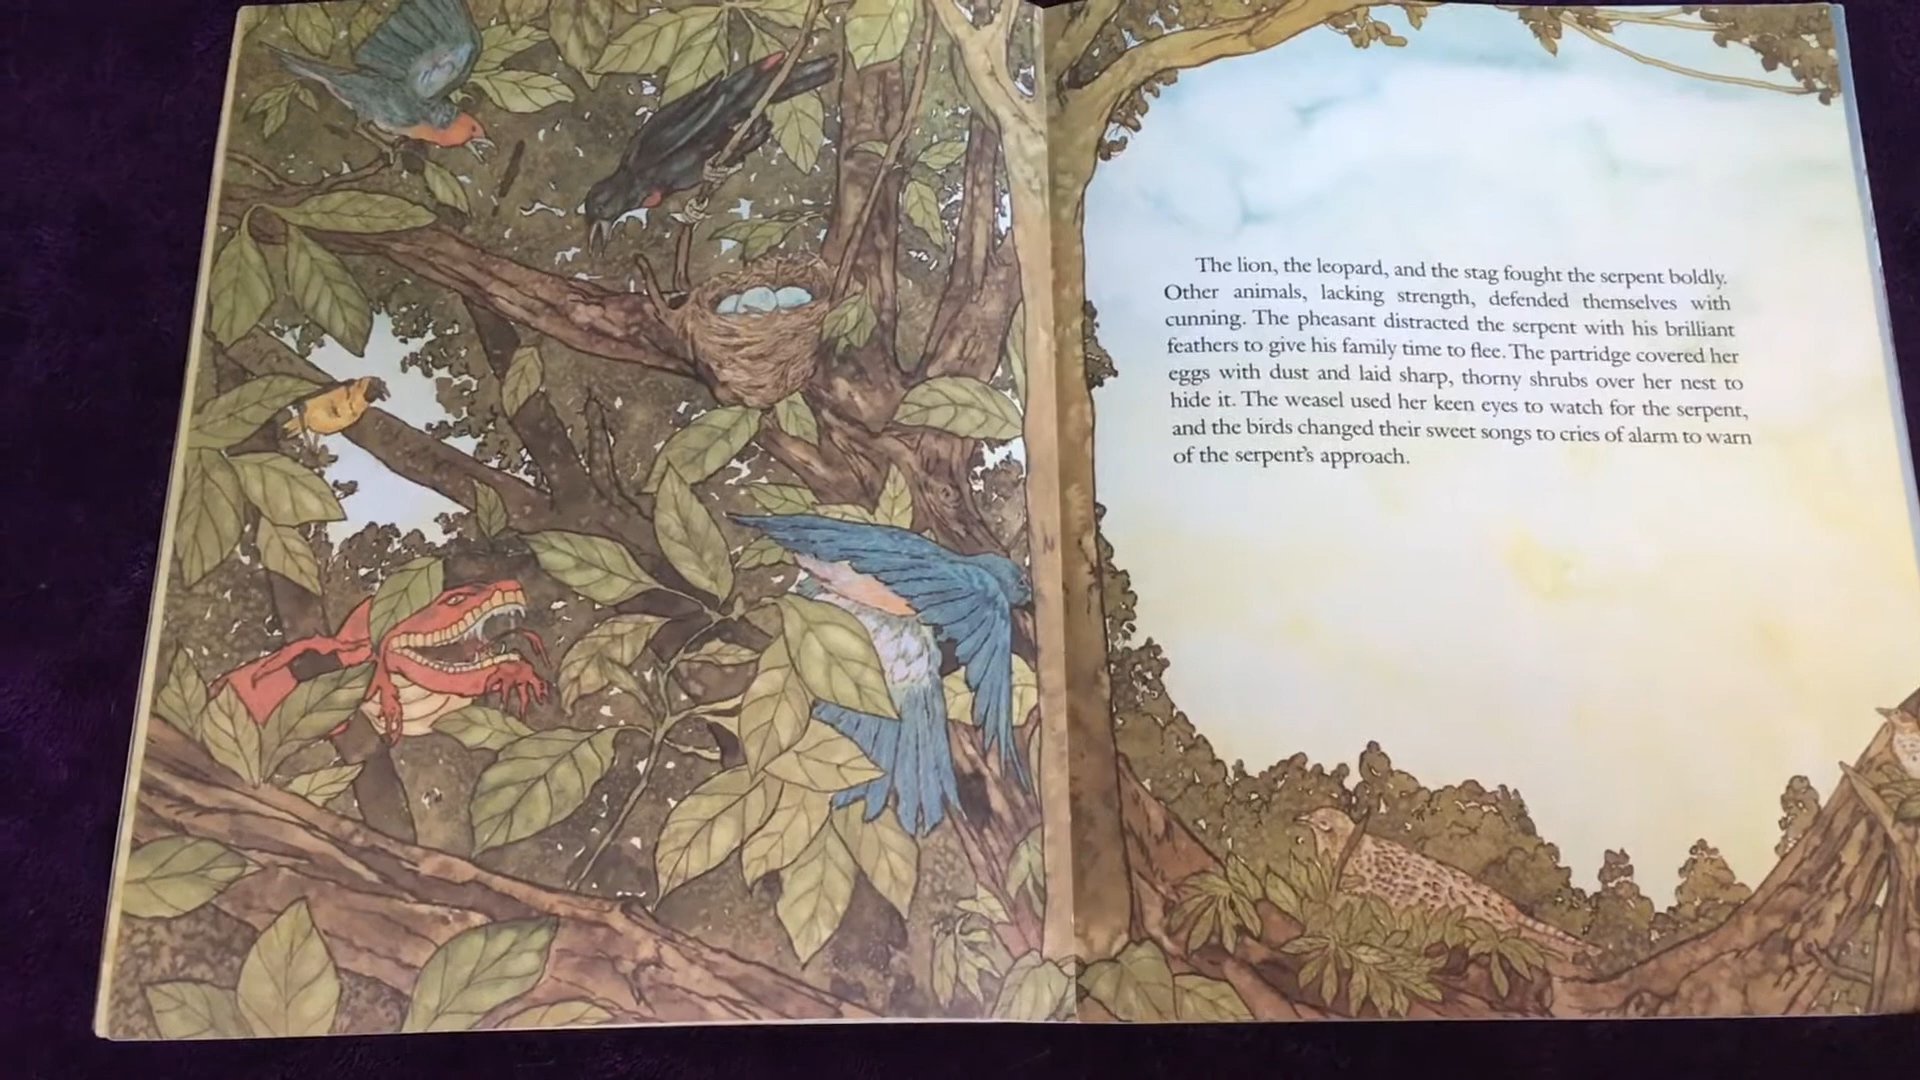 The lion, the leopard, and the stag fought the serpent boldly.
Other animals, lacking strength, defended themselves with
cunning. The pheasant distracted the serpent with his brilliant
feathers to give his family time to flee. The partridge covered her
eggs with dust and laid sharp, thorny shrubs over her nest to
hide it. The weasel used her keen eyes to watch for the serpent,
and the birds changed their sweet songs to cries of alarm to warn
of the serpent's approach.